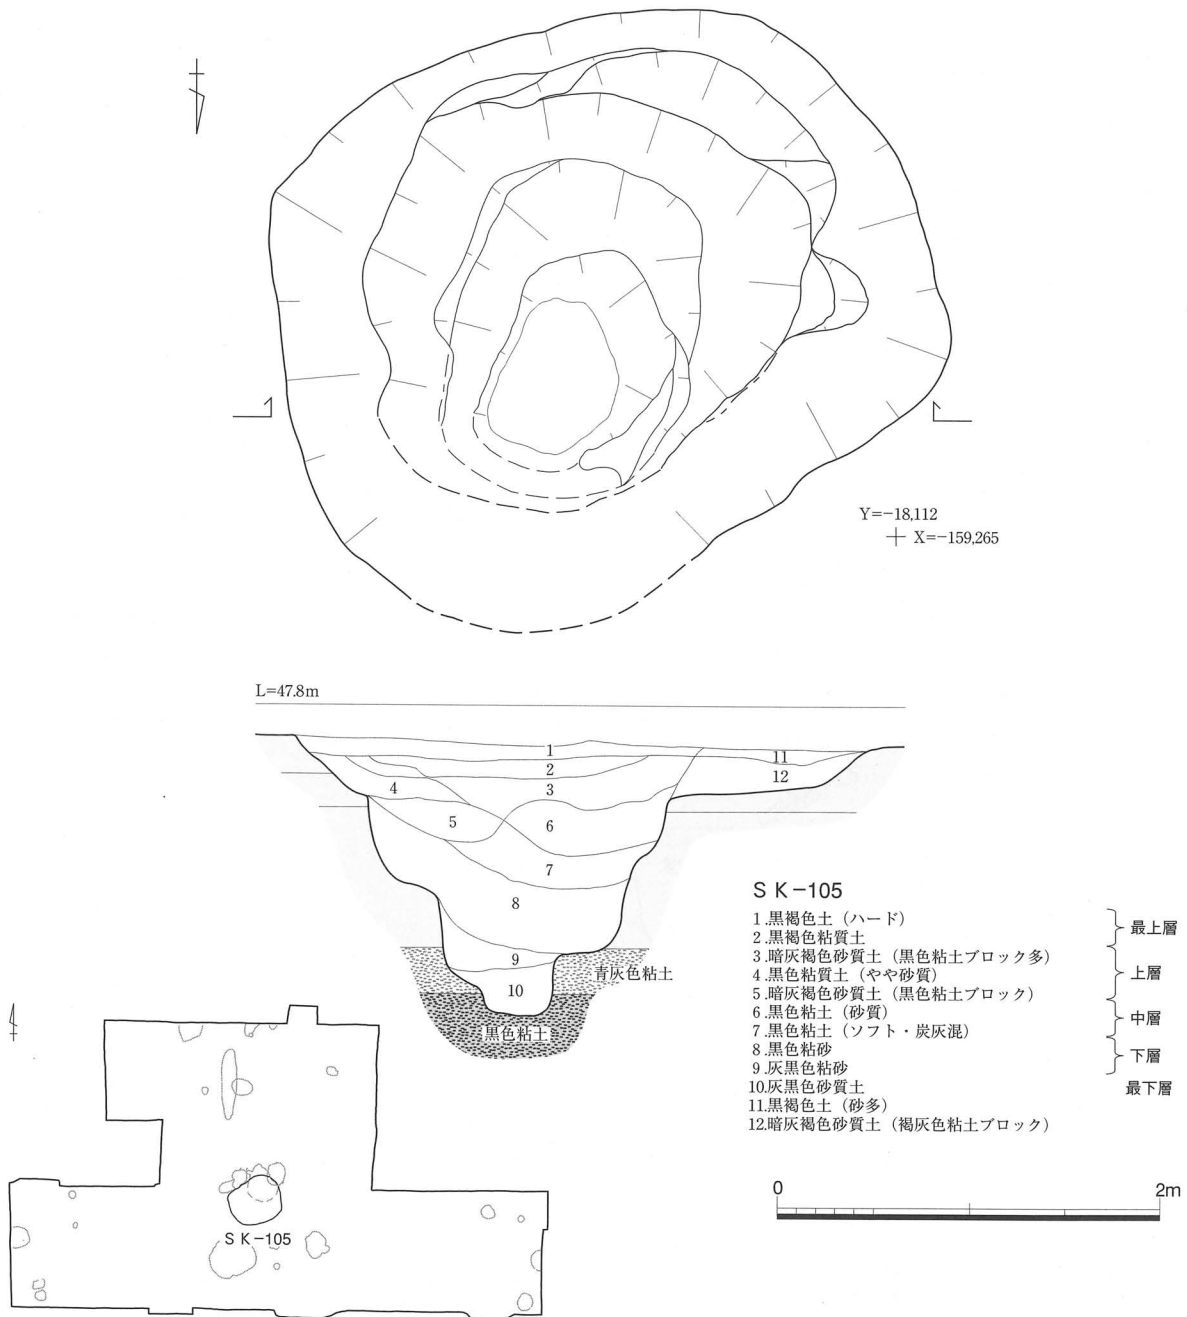 Y=−18,112
X=−159,265
L=47.8m
1
2
3
4
5
6
7
8
9
10
11
12
青灰色粘土
黒色粘土
ＳＫ−105
1.黒褐色土（ハード）
2.黒褐色粘質土
3.暗灰褐色砂質土（黒色粘土ブロック多）
4.黒色粘質土（やや砂質）
5.暗灰褐色砂質土（黒色粘土ブロック）
6.黒色粘土（砂質）
7.黒色粘土（ソフト・炭灰混）
8.黒色粘砂
9.灰黒色粘砂
10.灰黒色砂質土
11.黒褐色土（砂多）
12.暗灰褐色砂質土（褐灰色粘土ブロック）
最上層
上層
中層
下層
最下層
0 2m
ＳＫ−105